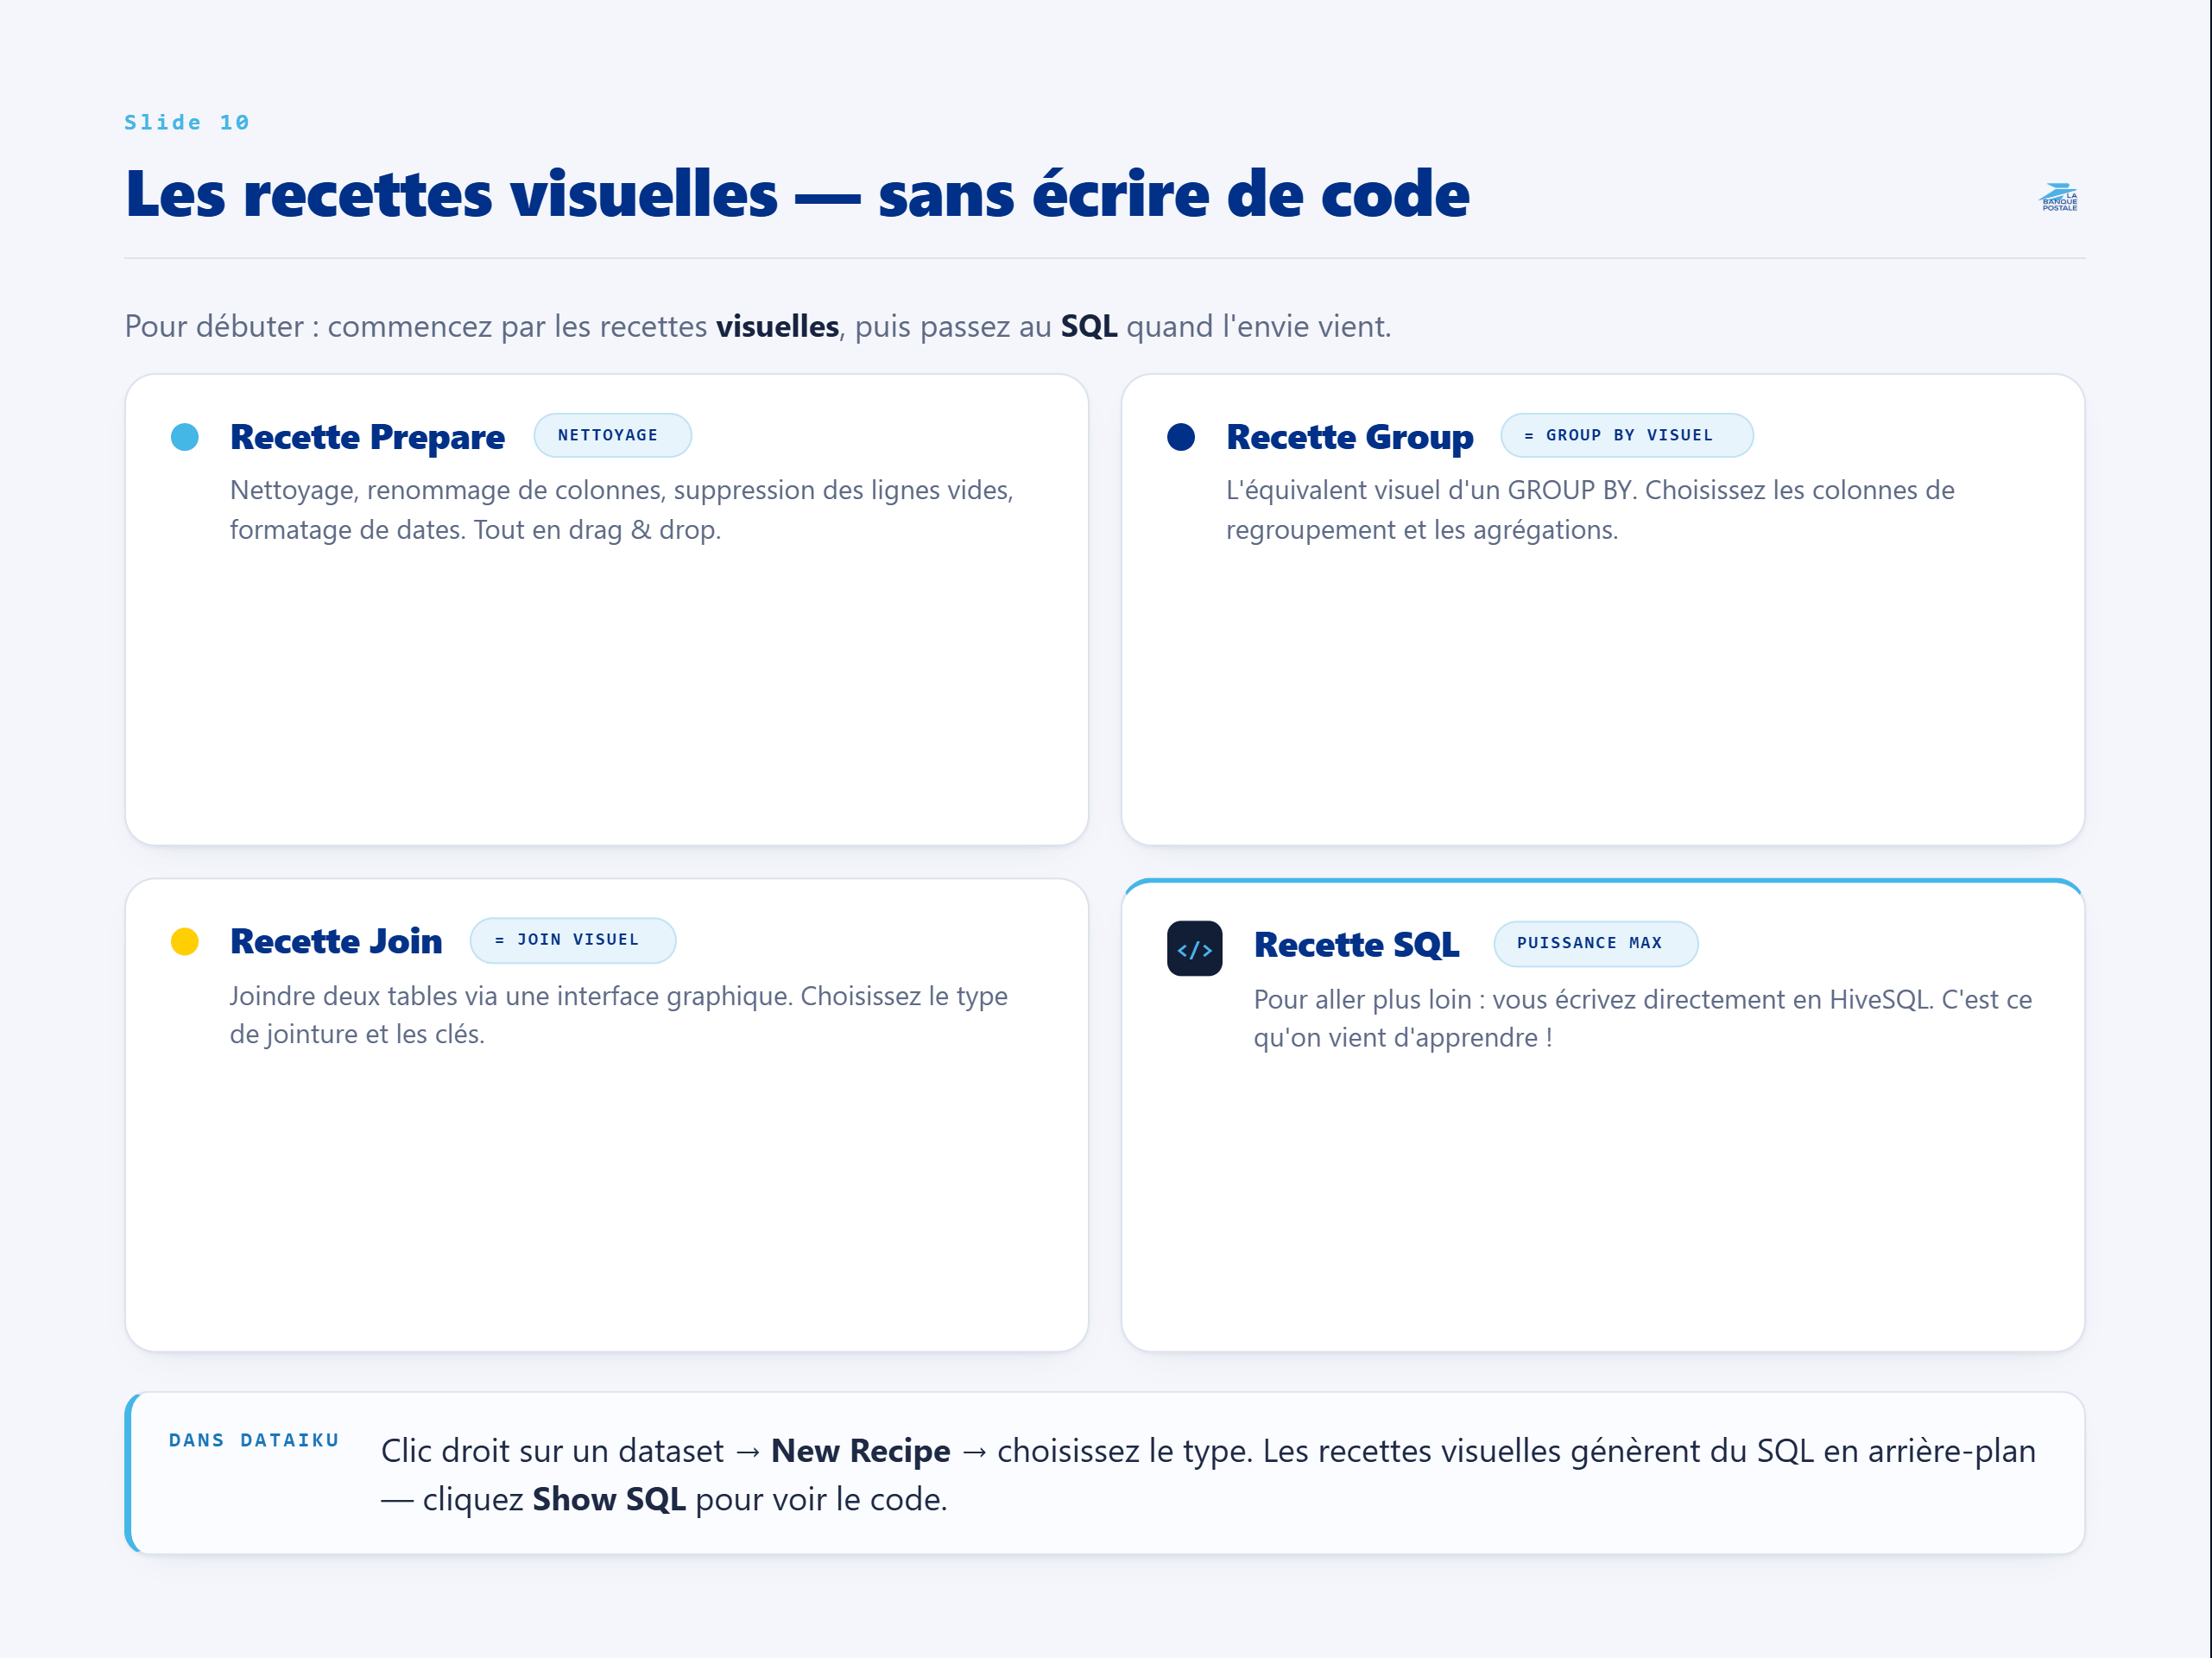 Slide 10
Les recettes visuelles — sans écrire de code
LA
BANQUE
POSTALE
Pour débuter : commencez par les recettes visuelles, puis passez au SQL quand l'envie vient.
Recette Prepare NETTOYAGE
Nettoyage, renommage de colonnes, suppression des lignes vides,
formatage de dates. Tout en drag & drop.
Recette Group = GROUP BY VISUEL
L'équivalent visuel d'un GROUP BY. Choisissez les colonnes de
regroupement et les agrégations.
Recette Join = JOIN VISUEL
Joindre deux tables via une interface graphique. Choisissez le type
de jointure et les clés.
</> Recette SQL PUISSANCE MAX
Pour aller plus loin : vous écrivez directement en HiveSQL. C'est ce
qu'on vient d'apprendre !
DANS DATAIKU
Clic droit sur un dataset → New Recipe → choisissez le type. Les recettes visuelles génèrent du SQL en arrière-plan
— cliquez Show SQL pour voir le code.